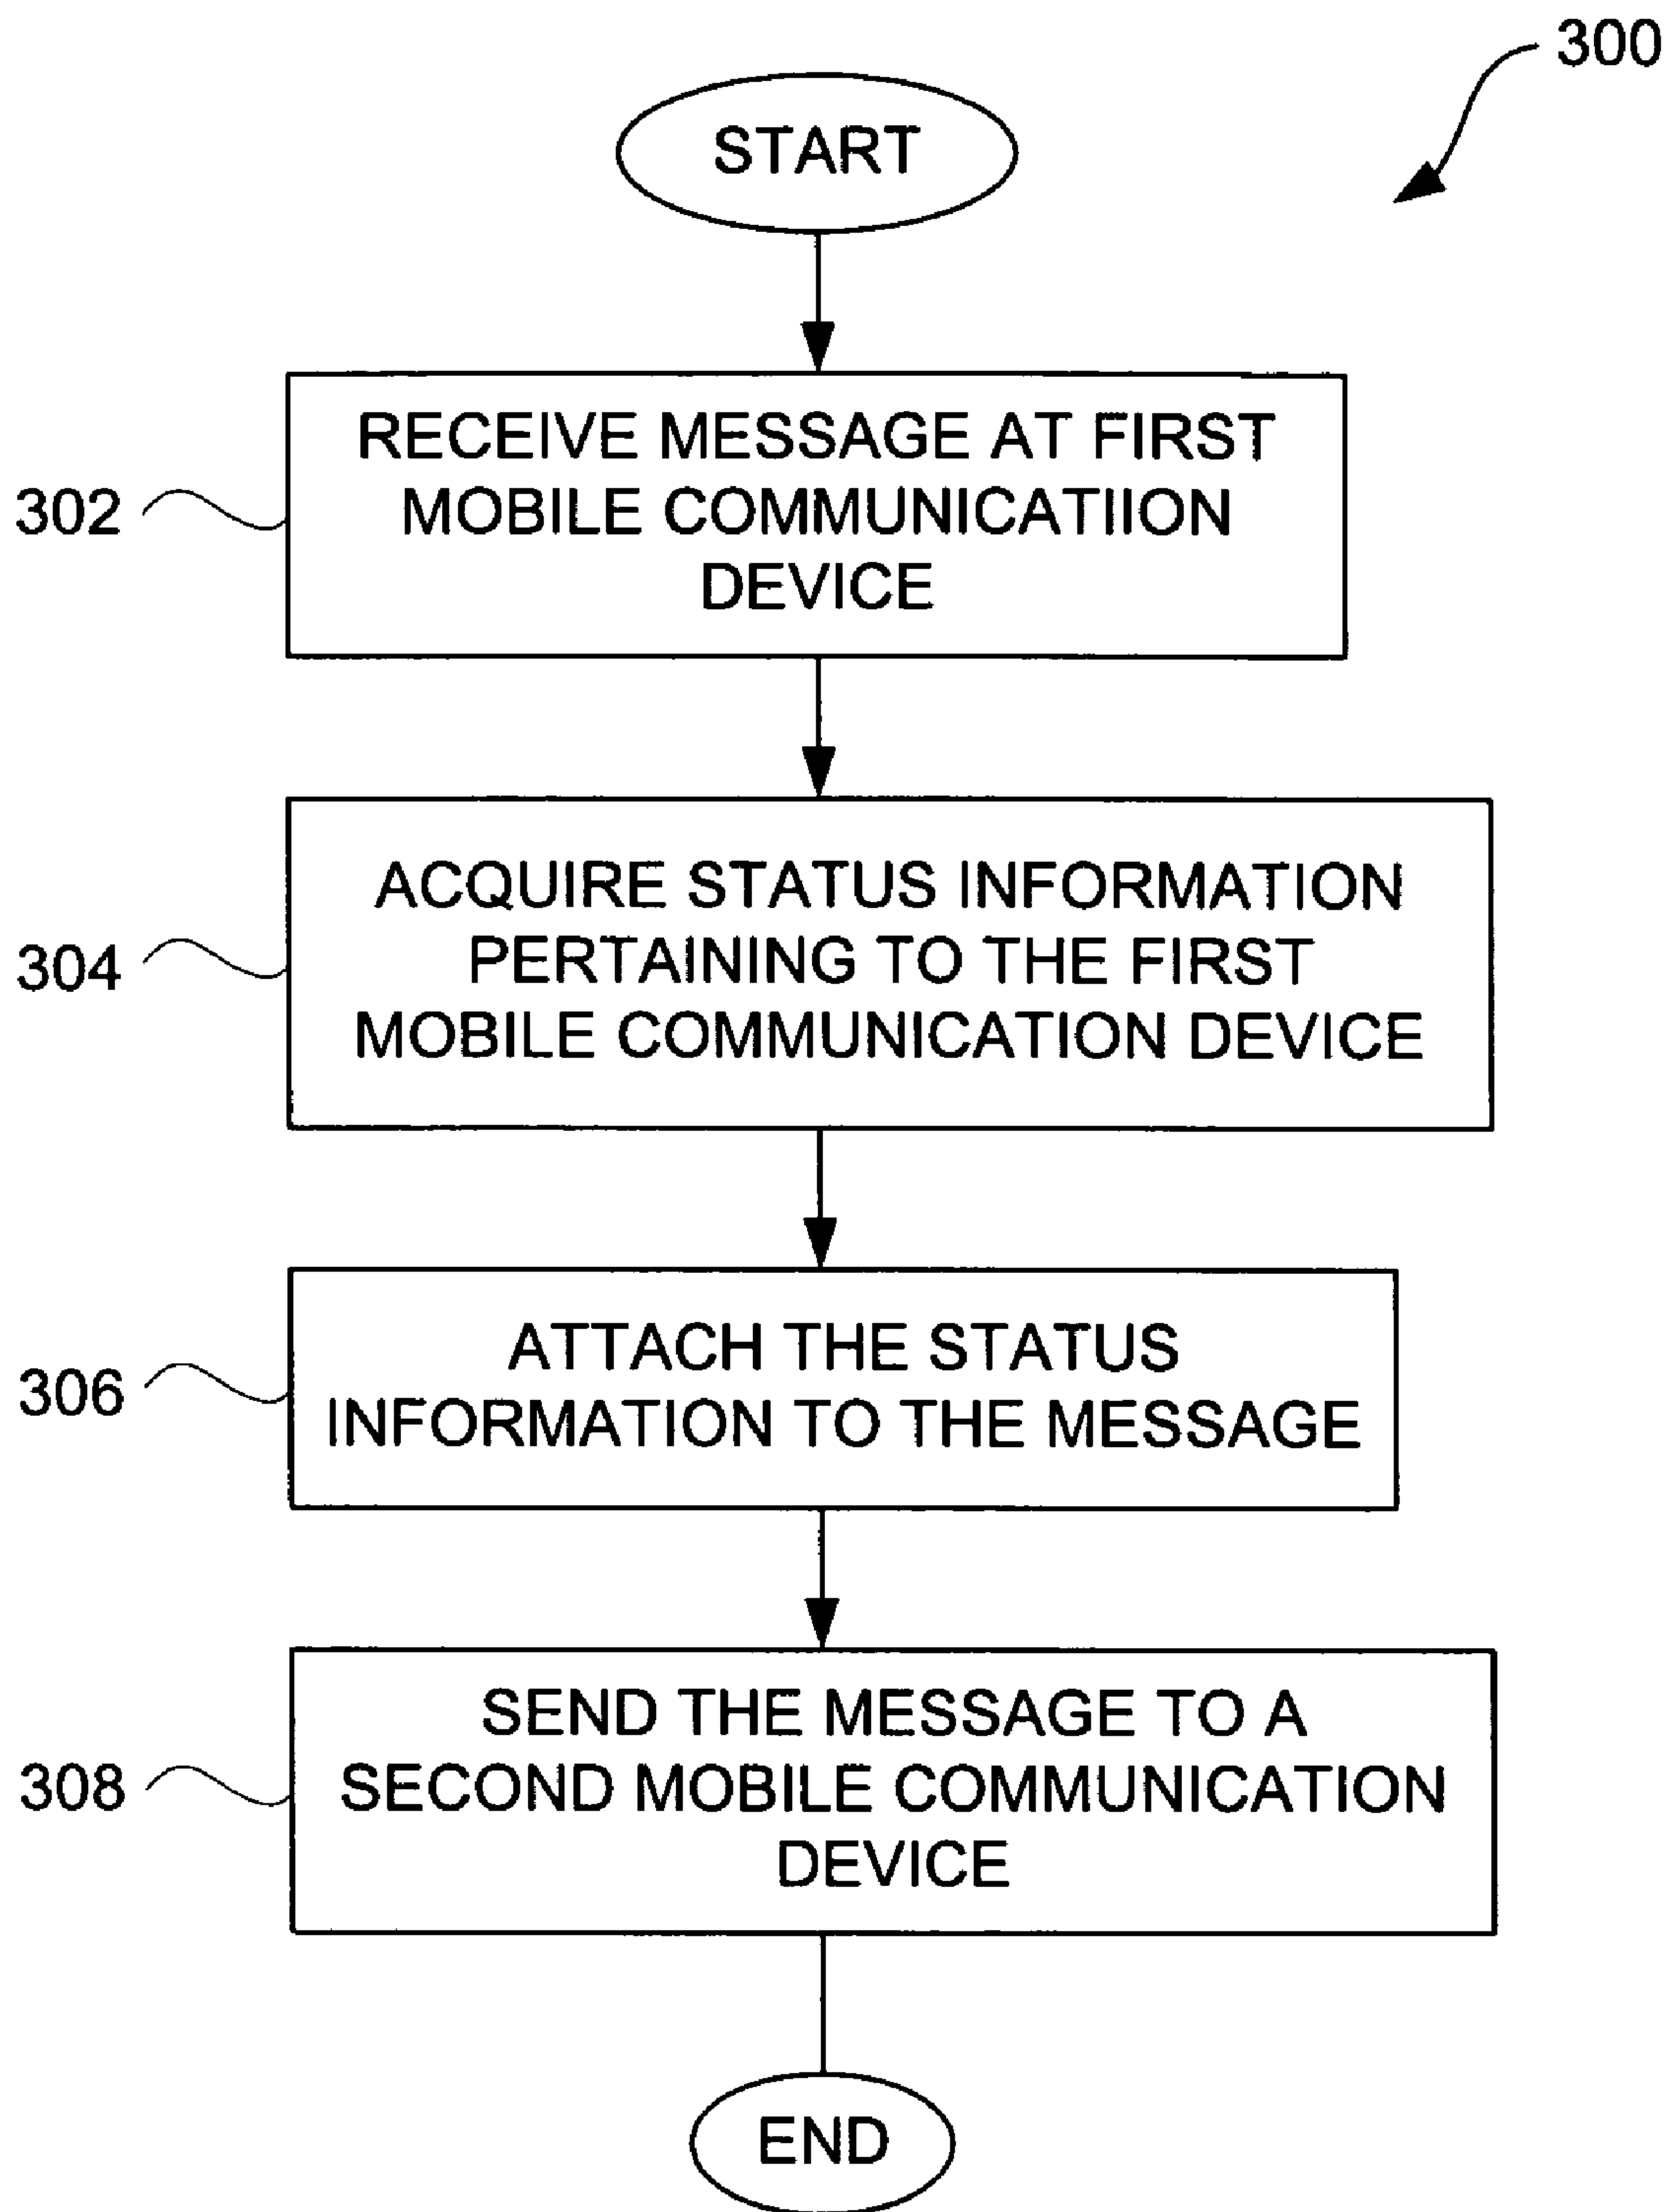 300
START
RECEIVE MESSAGE AT FIRST
MOBILE COMMUNICATIION
DEVICE
302
ACQUIRE STATUS INFORMATION
PERTAINING TO THE FIRST
MOBILE COMMUNICATION DEVICE
304
ATTACH THE STATUS
INFORMATION TO THE MESSAGE
306
SEND THE MESSAGE TO A
SECOND MOBILE COMMUNICATION
DEVICE
308
END